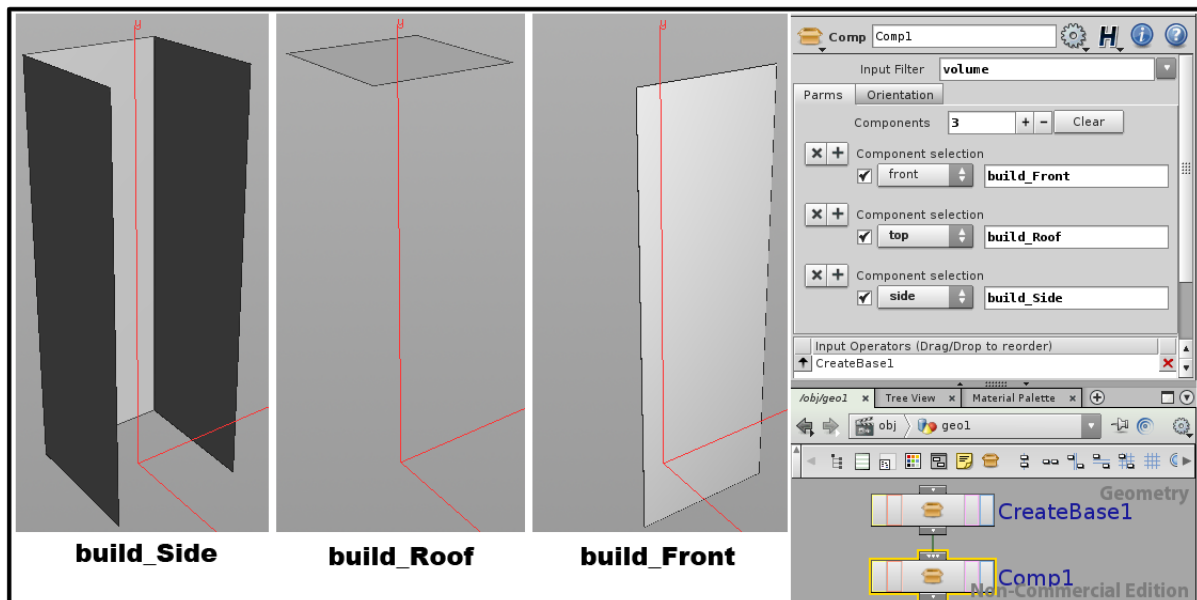 y
y
y
build_Side
build_Roof
build_Front
Comp Comp1
Input Filter volume
Parms Orientation
Components 3 + - Clear
Component selection
front build_Front
Component selection
top build_Roof
Component selection
side build_Side
Input Operators (Drag/Drop to reorder)
CreateBase1
/obj/geo1 Tree View Material Palette
obj geo1
Geometry
CreateBase1
Comp1
Non-Commercial Edition